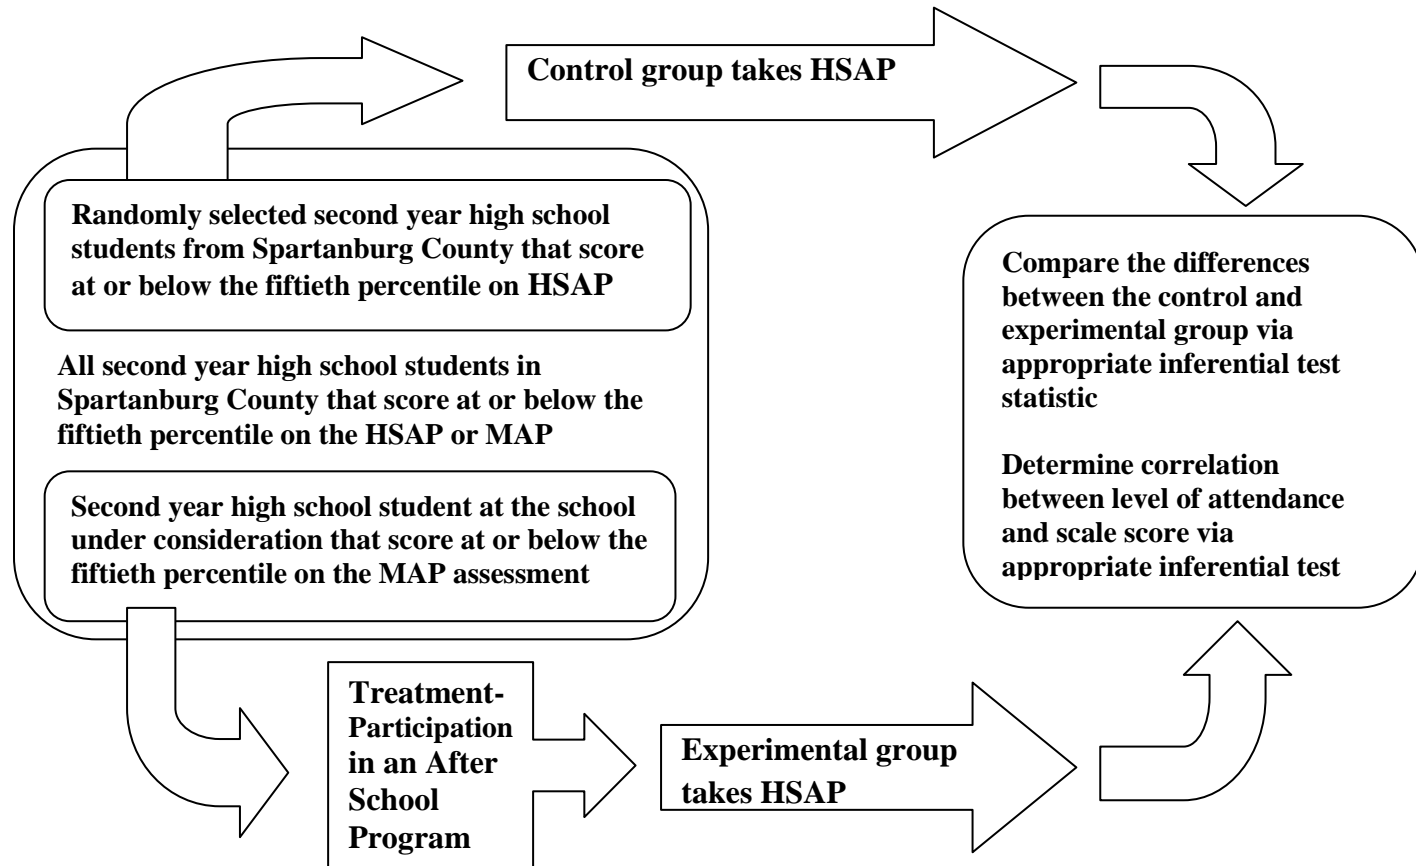 Control group takes HSAP
Randomly selected second year high school
students from Spartanburg County that score
at or below the fiftieth percentile on HSAP
All second year high school students in
Spartanburg County that score at or below the
fiftieth percentile on the HSAP or MAP
Second year high school student at the school
under consideration that score at or below the
fiftieth percentile on the MAP assessment
Treatment-
Participation
in an After
School
Program
Experimental group
takes HSAP
Compare the differences
between the control and
experimental group via
appropriate inferential test
statistic
Determine correlation
between level of attendance
and scale score via
appropriate inferential test